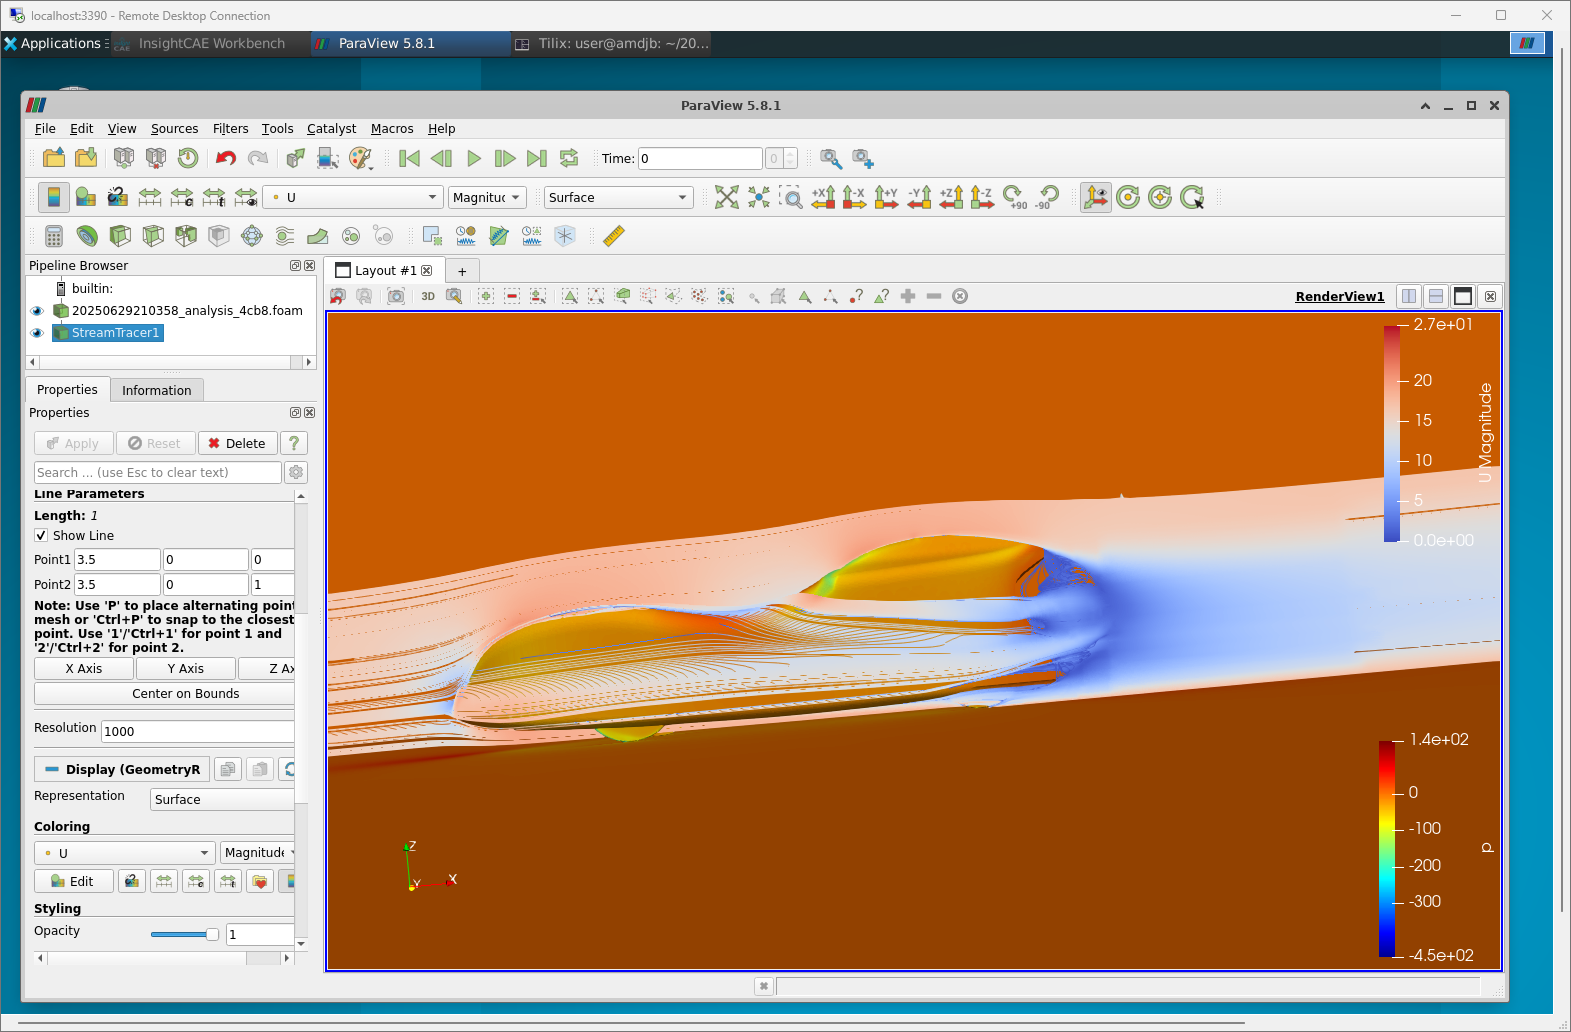 localhost:3390 - Remote Desktop Connection
Applications
InsightCAE Workbench
ParaView 5.8.1
Tilix: user@amdjb: ~/20...
ParaView 5.8.1
File Edit View Sources Filters Tools Catalyst Macros Help
Time: 0 0
U Magnituc Surface
+X -X +Y -Y +Z -Z +90 -90
Pipeline Browser
builtin:
20250629210358_analysis_4cb8.foam
StreamTracer1
Properties Information
Properties
Apply Reset Delete ?
Search ... (use Esc to clear text)
Line Parameters
Length: 1
Show Line
Point1 3.5 0 0
Point2 3.5 0 1
Note: Use 'P' to place alternating poin
mesh or 'Ctrl+P' to snap to the closest
point. Use '1'/'Ctrl+1' for point 1 and
'2'/'Ctrl+2' for point 2.
X Axis Y Axis Z Ax
Center on Bounds
Resolution 1000
Display (GeometryR
Representation Surface
Coloring
U Magnitude
Edit
Styling
Opacity 1
Layout #1 +
3D
RenderView1
2.7e+01
20
15
10
5
0.0e+00
U Magnitude
1.4e+02
0
-100
-200
-300
-4.5e+02
p
Z
Y
X